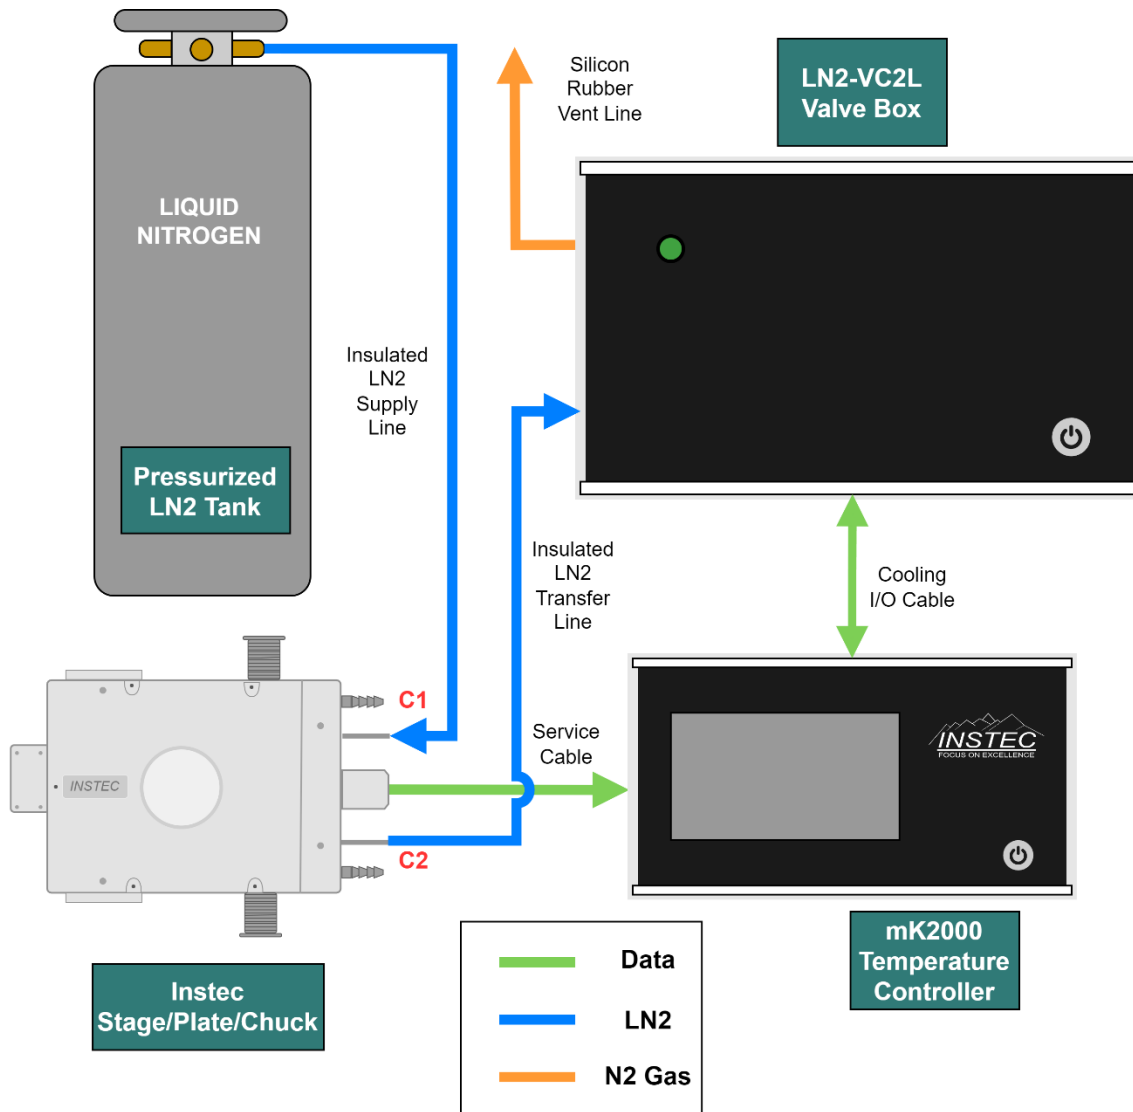 LIQUID
NITROGEN
Pressurized
LN2 Tank
Insulated
LN2
Supply
Line
Silicon
Rubber
Vent Line
LN2-VC2L
Valve Box
Insulated
LN2
Transfer
Line
Cooling
I/O Cable
C1
INSTEC
C2
Service
Cable
INSTEC
FOCUS ON EXCELLENCE
Instec
Stage/Plate/Chuck
mK2000
Temperature
Controller
Data
LN2
N2 Gas